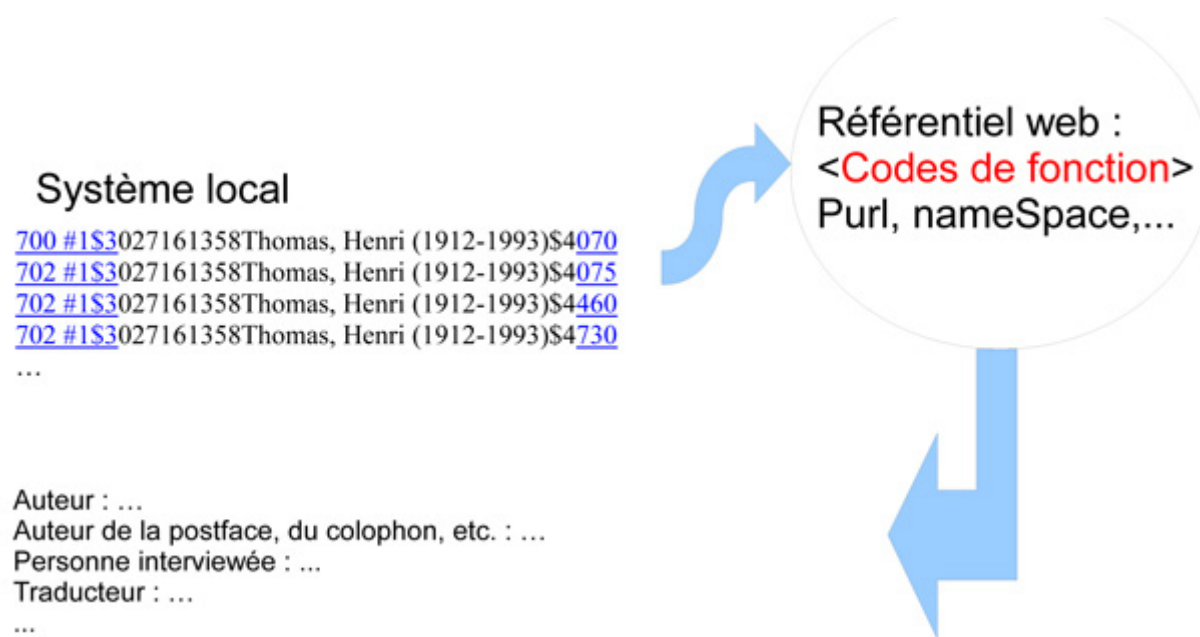 Système local
700 #1$3027161358Thomas, Henri (1912-1993)$4070
702 #1$3027161358Thomas, Henri (1912-1993)$4075
702 #1$3027161358Thomas, Henri (1912-1993)$4460
702 #1$3027161358Thomas, Henri (1912-1993)$4730
…
Référentiel web :
<Codes de fonction>
Purl, nameSpace,...
Auteur : …
Auteur de la postface, du colophon, etc. : …
Personne interviewée : ...
Traducteur : …
...